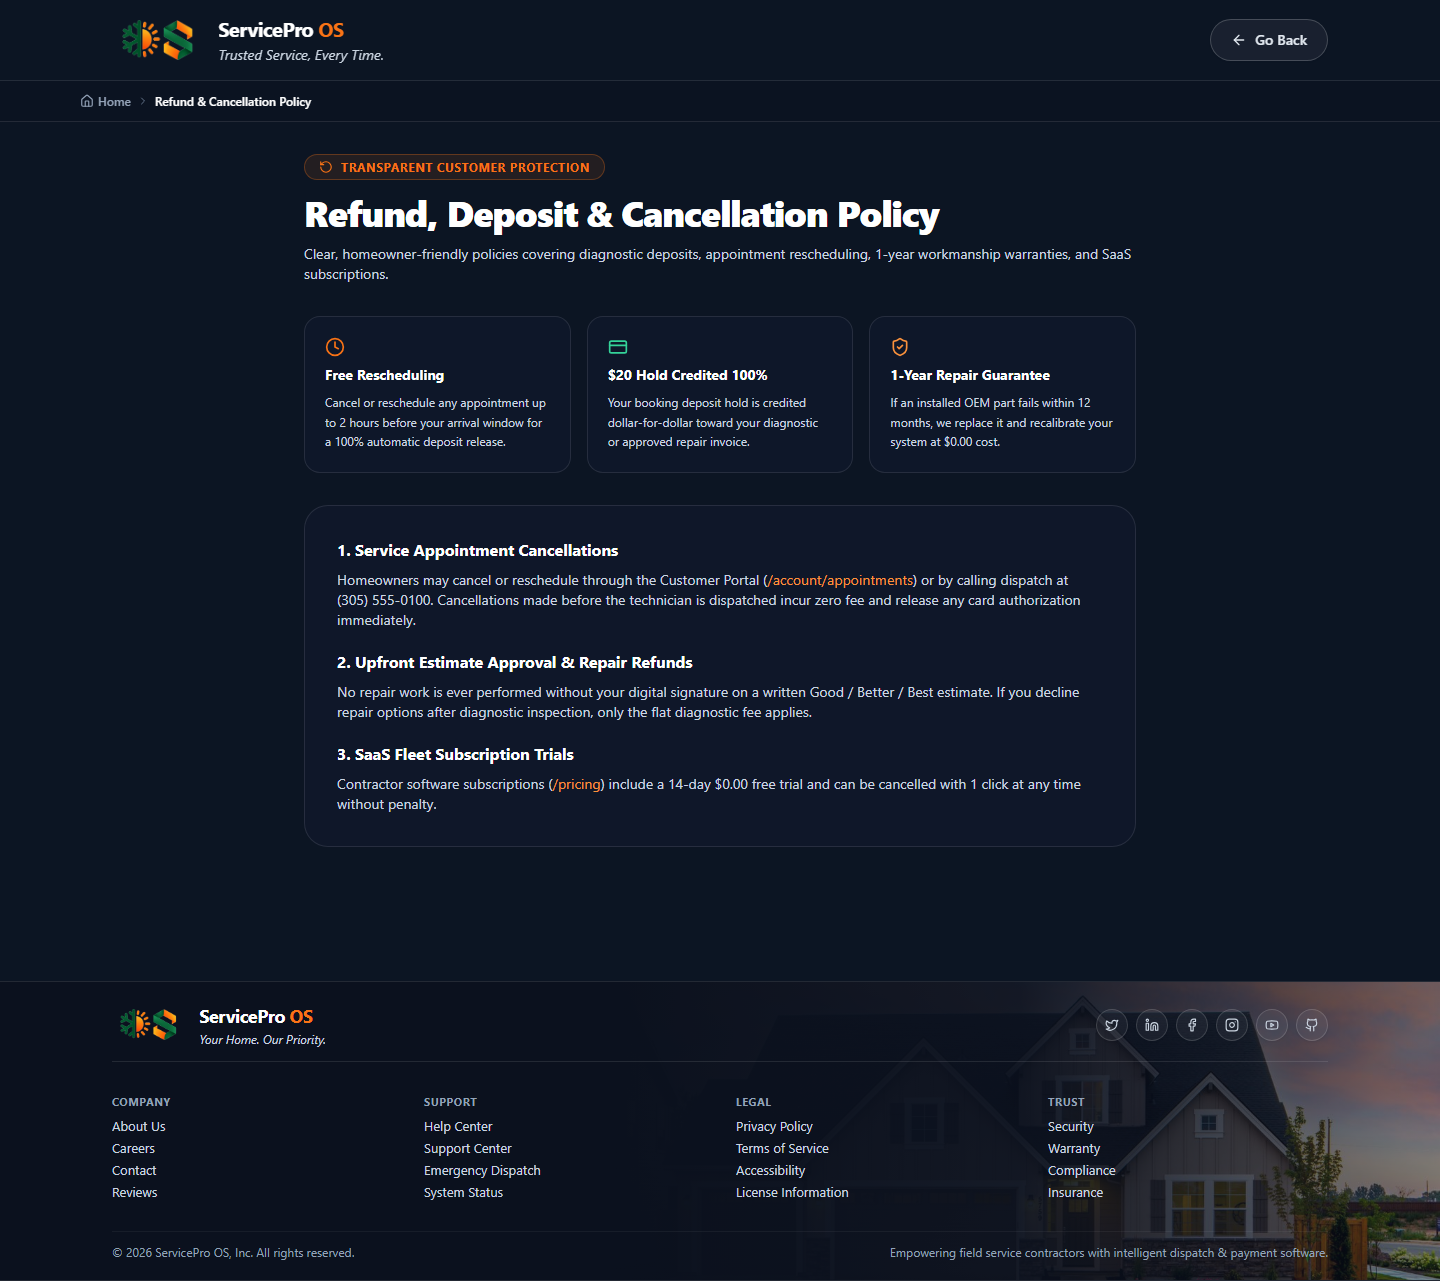 ServicePro OS
Trusted Service, Every Time.
Go Back
Home
Refund & Cancellation Policy
TRANSPARENT CUSTOMER PROTECTION
Refund, Deposit & Cancellation Policy
Clear, homeowner-friendly policies covering diagnostic deposits, appointment rescheduling, 1-year workmanship warranties, and SaaS
subscriptions.
Free Rescheduling
Cancel or reschedule any appointment up
to 2 hours before your arrival window for
a 100% automatic deposit release.
$20 Hold Credited 100%
Your booking deposit hold is credited
dollar-for-dollar toward your diagnostic
or approved repair invoice.
1-Year Repair Guarantee
If an installed OEM part fails within 12
months, we replace it and recalibrate your
system at $0.00 cost.
1. Service Appointment Cancellations
Homeowners may cancel or reschedule through the Customer Portal (/account/appointments) or by calling dispatch at
(305) 555-0100. Cancellations made before the technician is dispatched incur zero fee and release any card authorization
immediately.
2. Upfront Estimate Approval & Repair Refunds
No repair work is ever performed without your digital signature on a written Good / Better / Best estimate. If you decline
repair options after diagnostic inspection, only the flat diagnostic fee applies.
3. SaaS Fleet Subscription Trials
Contractor software subscriptions (/pricing) include a 14-day $0.00 free trial and can be cancelled with 1 click at any time
without penalty.
ServicePro OS
Your Home. Our Priority.
COMPANY
About Us
Careers
Contact
Reviews
SUPPORT
Help Center
Support Center
Emergency Dispatch
System Status
LEGAL
Privacy Policy
Terms of Service
Accessibility
License Information
TRUST
Security
Warranty
Compliance
Insurance
© 2026 ServicePro OS, Inc. All rights reserved.
Empowering field service contractors with intelligent dispatch & payment software.